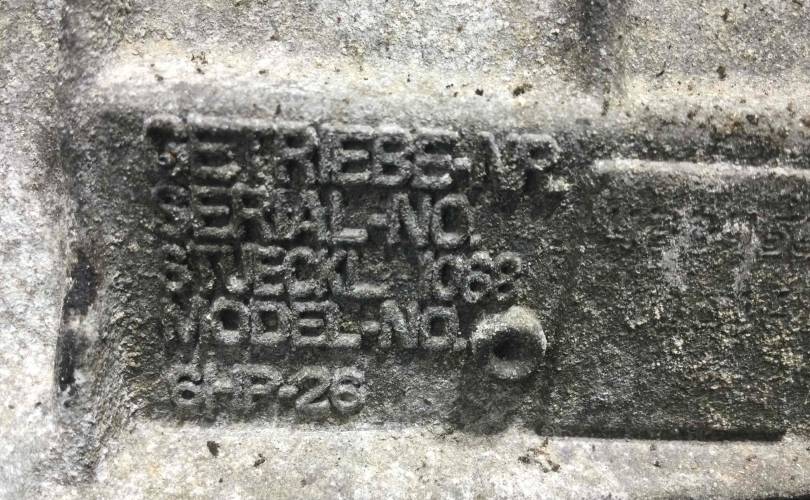 GETRIEBE-NR.
SERIAL-NO.
STUECKL.-1068
MODEL-NO.
6HP-26